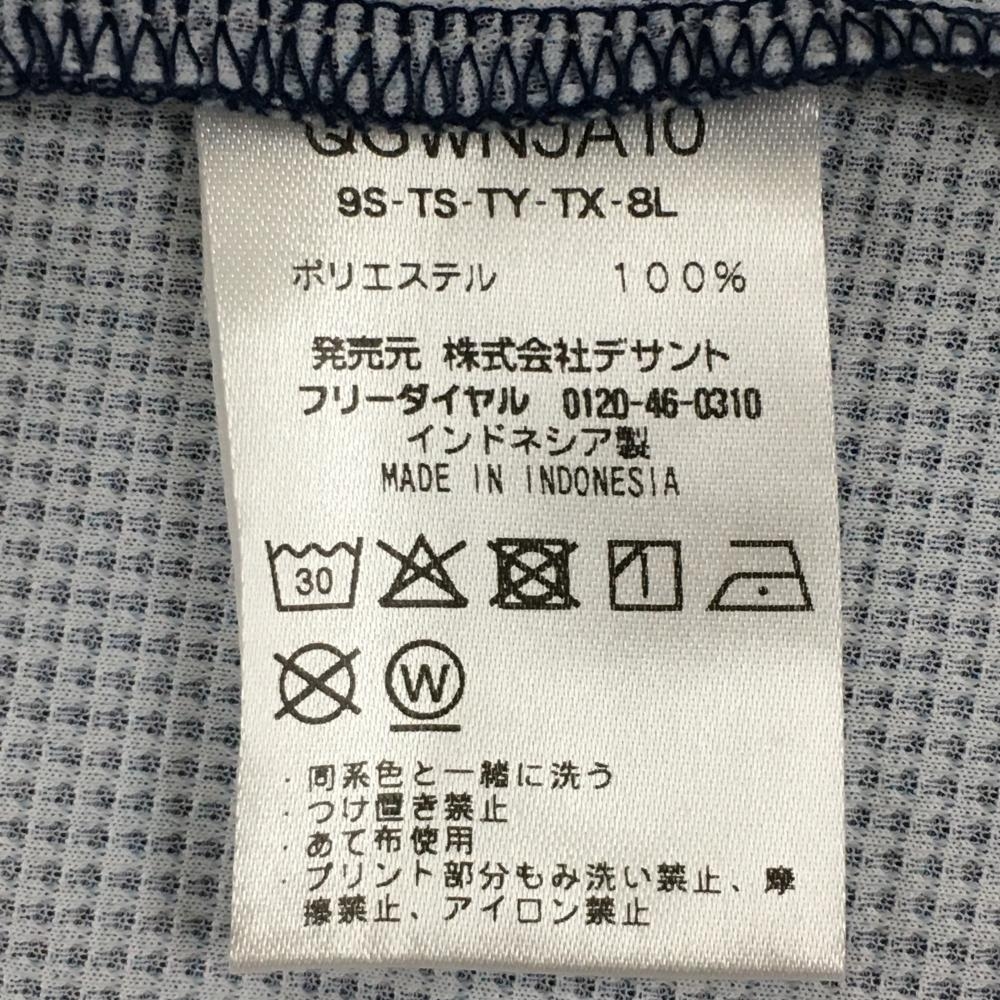 QGWNJA10
9S-TS-TY-TX-8L
ポリエステル 100%
発売元 株式会社デサント
フリーダイヤル 0120-46-0310
インドネシア製
MADE IN INDONESIA
30
W
・同系色と一緒に洗う
・つけ置き禁止
・あて布使用
・プリント部分もみ洗い禁止、摩
擦禁止、アイロン禁止